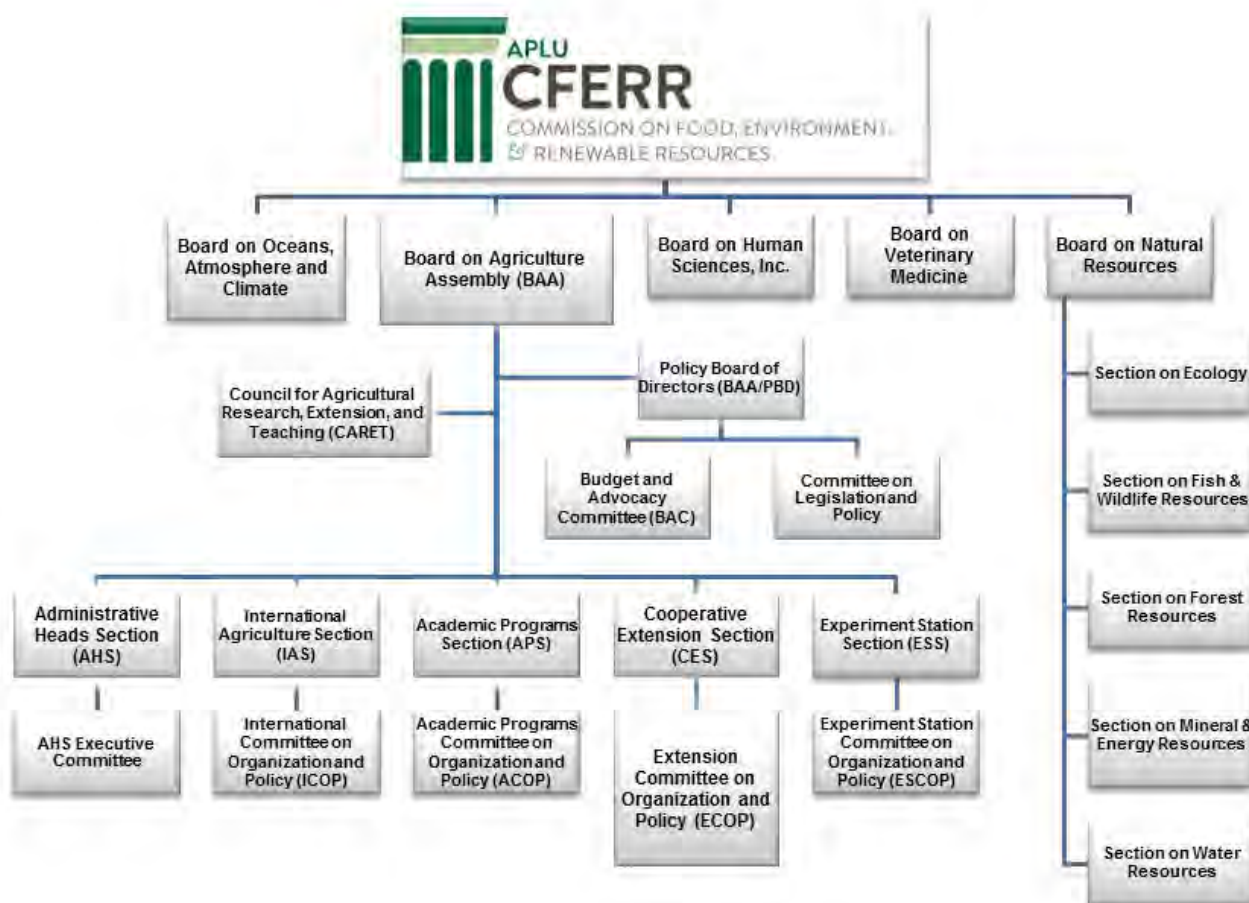 APLU
CFERR
COMMISSION ON FOOD, ENVIRONMENT,
& RENEWABLE RESOURCES
Board on Oceans,
Atmosphere and
Climate
Board on Agriculture
Assembly (BAA)
Board on Human
Sciences, Inc.
Board on
Veterinary
Medicine
Board on Natural
Resources
Council for Agricultural
Research, Extension, and
Teaching (CARET)
Policy Board of
Directors (BAA/PBD)
Budget and
Advocacy
Committee (BAC)
Committee on
Legislation and
Policy
Section on Ecology
Section on Fish &
Wildlife Resources
Section on Forest
Resources
Section on Mineral &
Energy Resources
Section on Water
Resources
Administrative
Heads Section
(AHS)
International
Agriculture Section
(IAS)
Academic Programs
Section (APS)
Cooperative
Extension Section
(CES)
Experiment Station
Section (ESS)
AHS Executive
Committee
International
Committee on
Organization and
Policy (ICOP)
Academic Programs
Committee on
Organization and
Policy (ACOP)
Extension
Committee on
Organization and
Policy (ECOP)
Experiment Station
Committee on
Organization and
Policy (ESCOP)